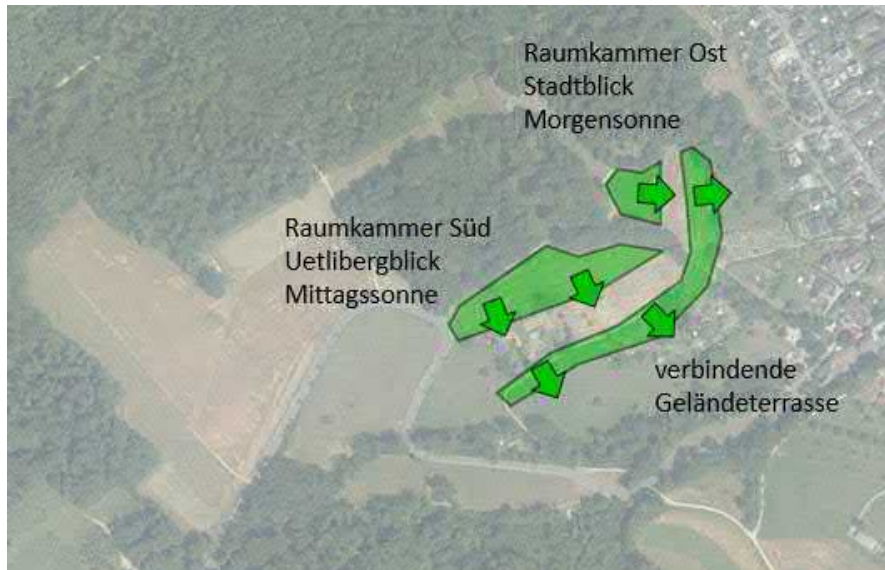 Raumkammer Ost
Stadtblick
Morgensonne
Raumkammer Süd
Uetlibergblick
Mittagssonne
verbindende
Geländeterrasse